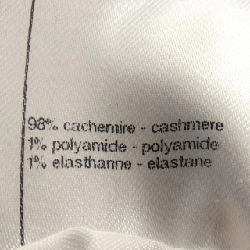 98% cachemire - cashmere
1% polyamide - polyamide
1% elasthanne - elastane